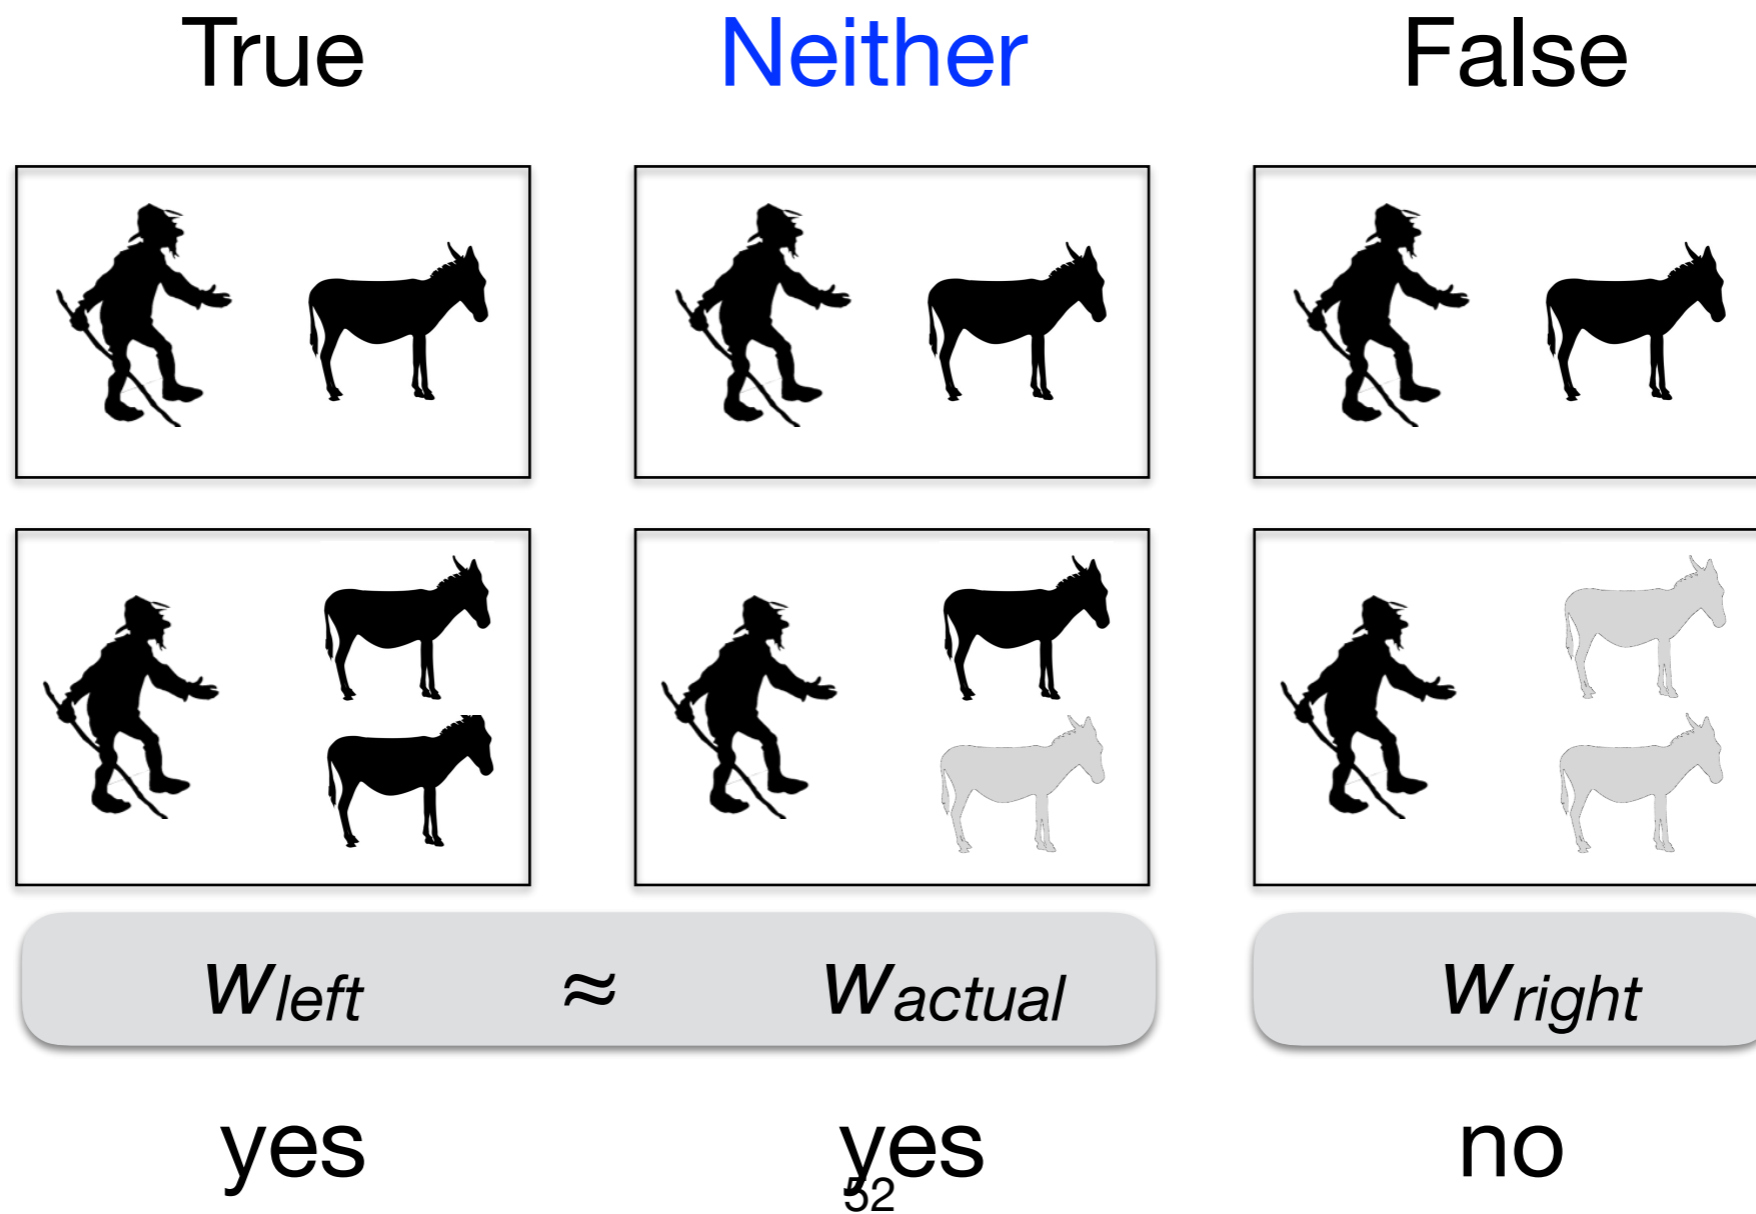 True Neither False
wleft ≈ wactual wright
yes yes no
52